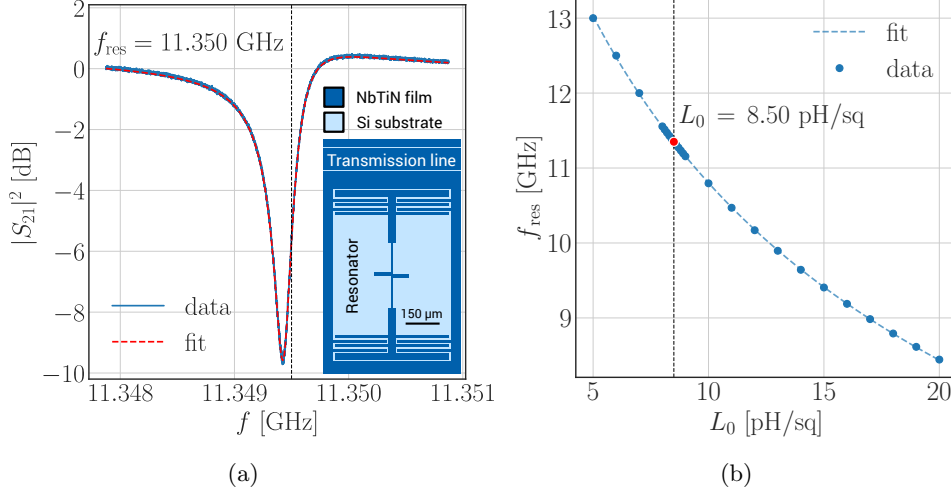 2
0
−2
−4
−6
−8
−10
|S21|² [dB]
fres = 11.350 GHz
NbTiN film
Si substrate
Transmission line
Resonator
150 µm
data
fit
11.348
11.349
11.350
11.351
f [GHz]
(a)
13
12
11
10
9
fres [GHz]
fit
data
L0 = 8.50 pH/sq
5
10
15
20
L0 [pH/sq]
(b)